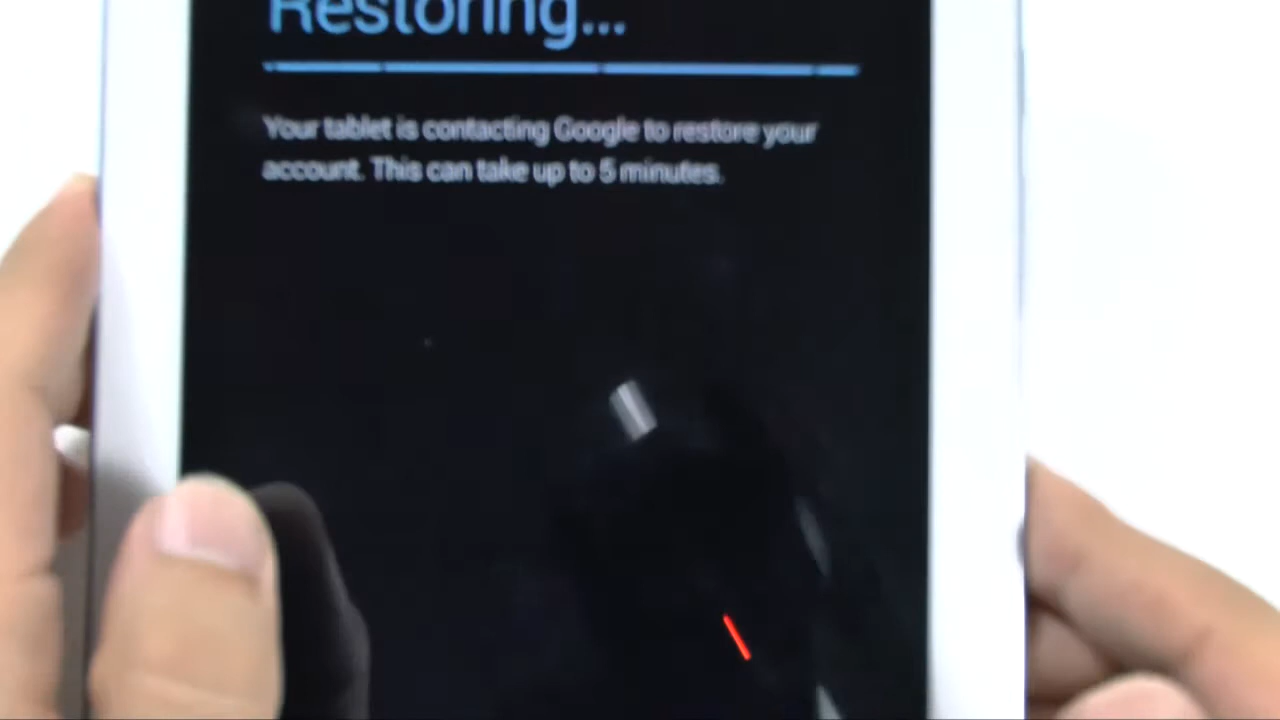 Restoring...
Your tablet is contacting Google to restore your
account. This can take up to 5 minutes.